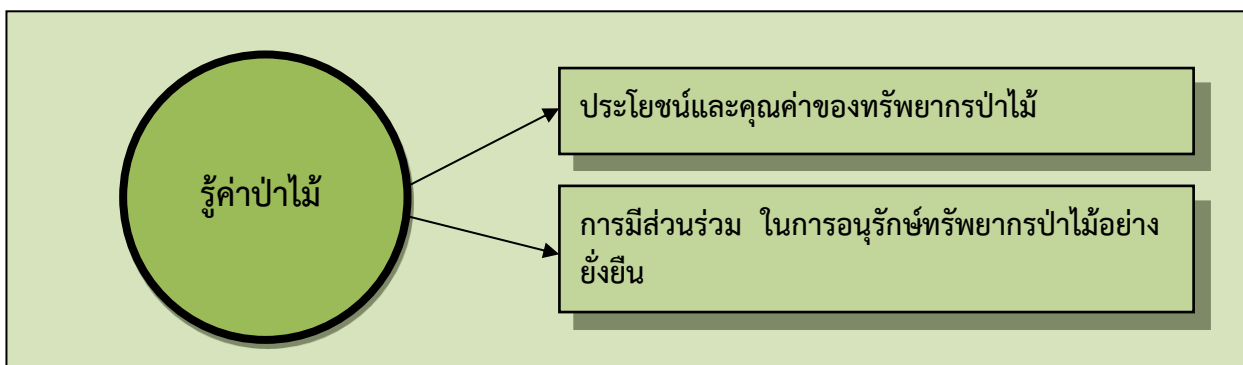 รู้ค่าป่าไม้
ประโยชน์และคุณค่าของทรัพยากรป่าไม้
การมีส่วนร่วม ในการอนุรักษ์ทรัพยากรป่าไม้อย่าง
ยั่งยืน